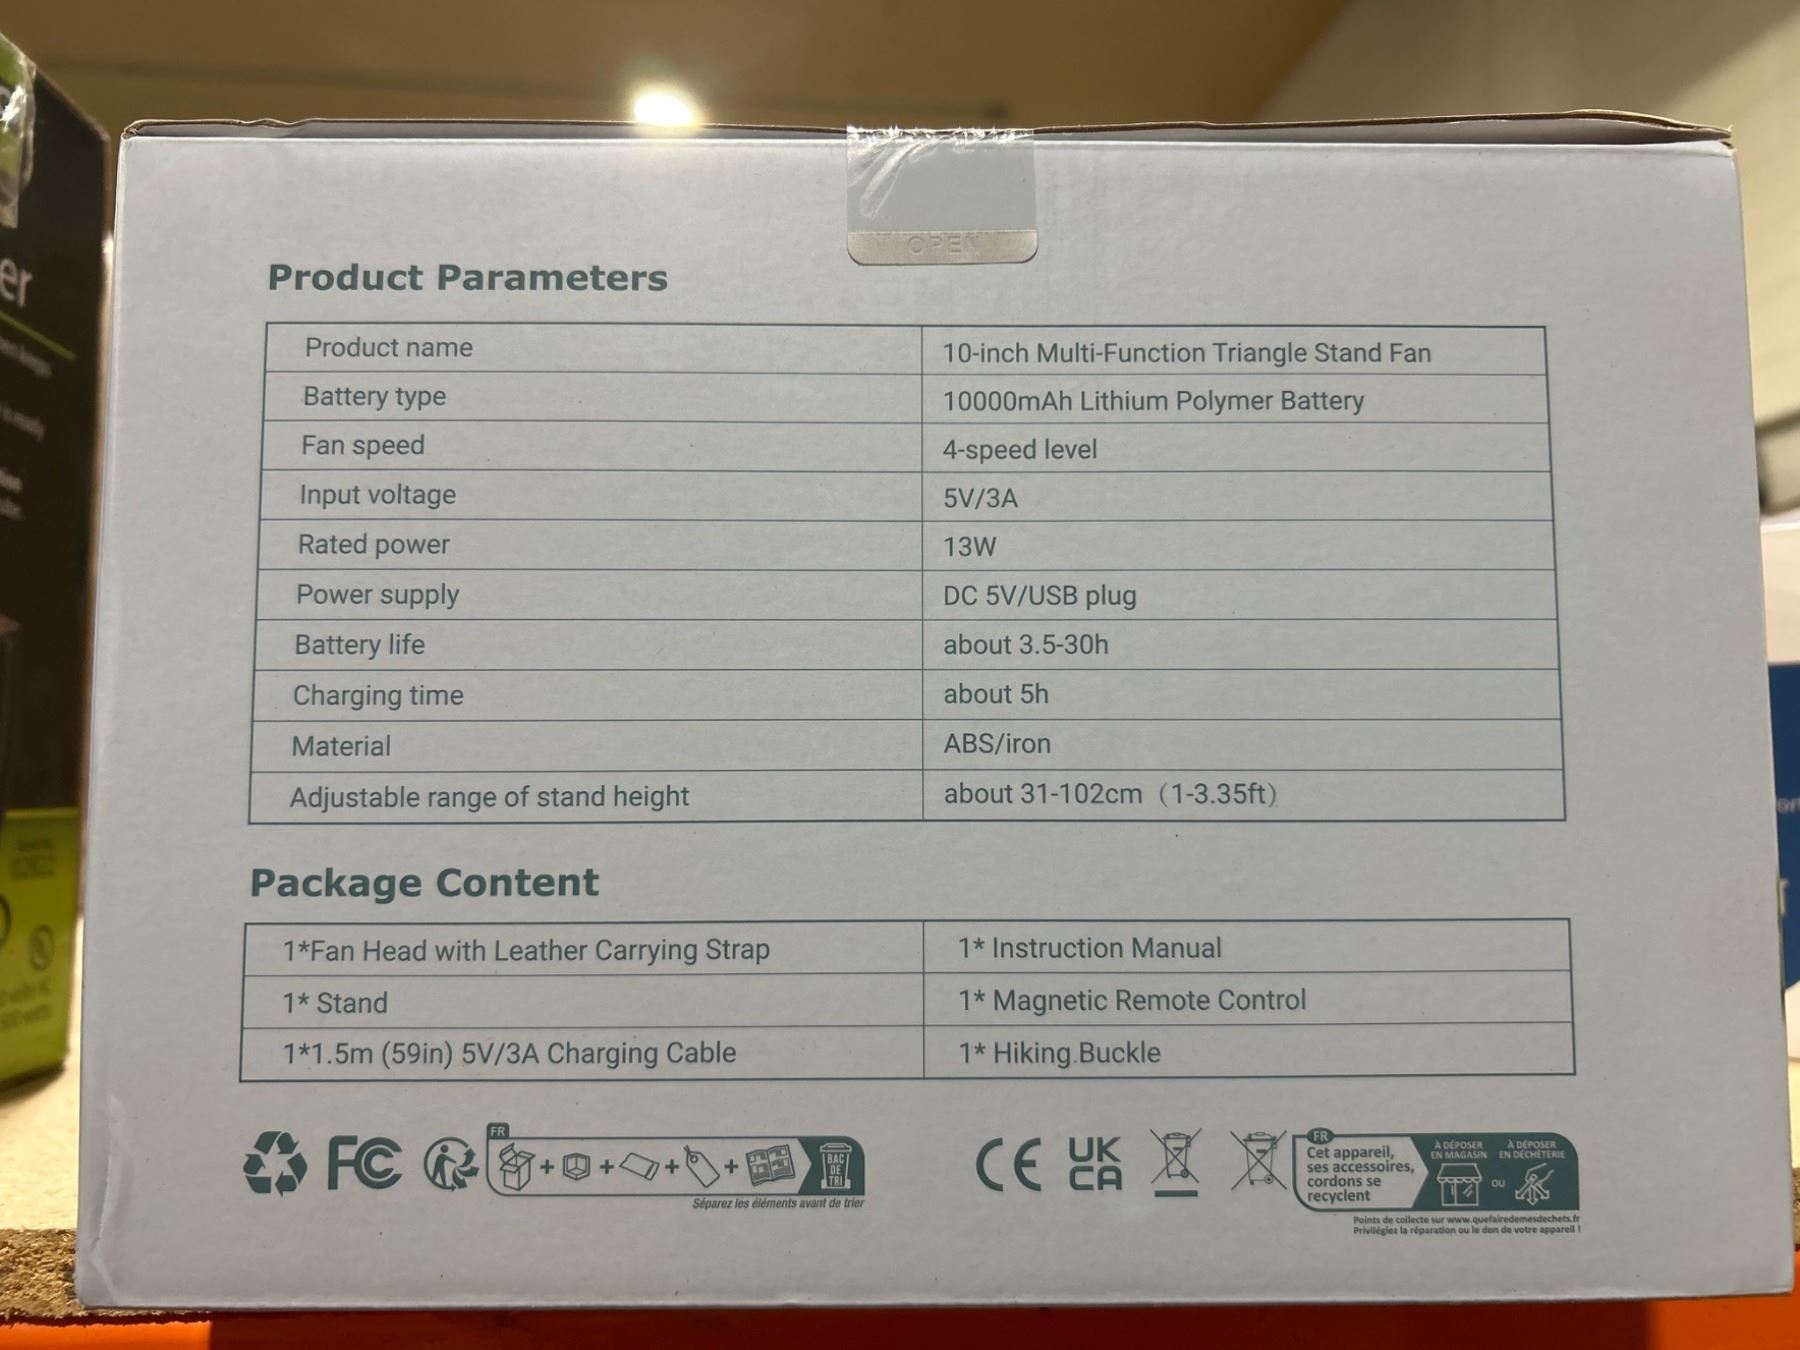 OPEN
Product Parameters
Product name 10-inch Multi-Function Triangle Stand Fan
Battery type 10000mAh Lithium Polymer Battery
Fan speed 4-speed level
Input voltage 5V/3A
Rated power 13W
Power supply DC 5V/USB plug
Battery life about 3.5-30h
Charging time about 5h
Material ABS/iron
Adjustable range of stand height about 31-102cm (1-3.35ft)
Package Content
1*Fan Head with Leather Carrying Strap 1* Instruction Manual
1* Stand 1* Magnetic Remote Control
1*1.5m (59in) 5V/3A Charging Cable 1* Hiking Buckle
FC
FR
+ + + +
BAC
DE
TRI
Séparez les éléments avant de trier
CE
UK
CA
FR
Cet appareil,
ses accessoires,
cordons se
recyclent
À DÉPOSER
EN MAGASIN
OU
À DÉPOSER
EN DÉCHÈTERIE
Points de collecte sur www.quefairedemesdechets.fr
Privilégiez la réparation ou le don de votre appareil !
er